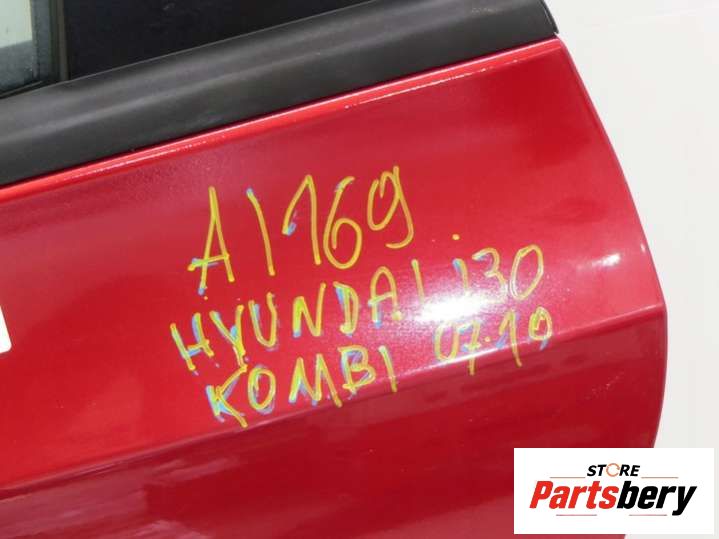 A1169
HYUNDAI i30
KOMBI 07.10
STORE
Partsbery